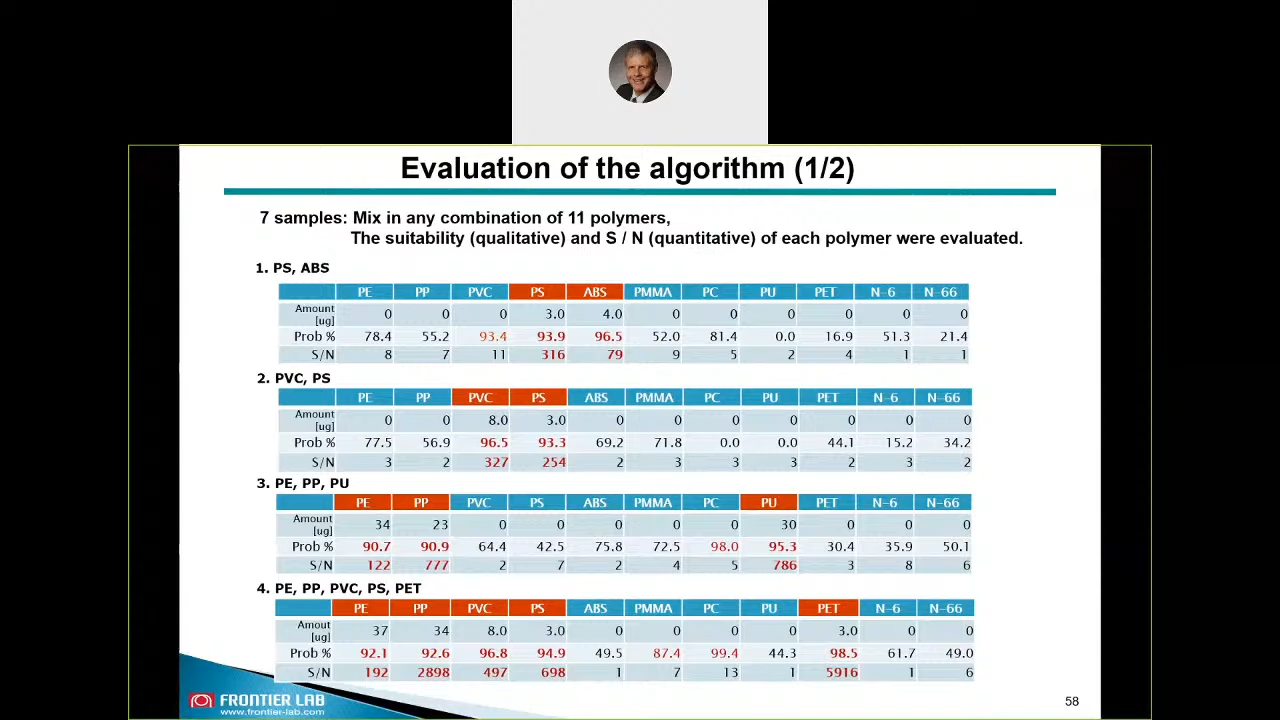 Evaluation of the algorithm (1/2)
7 samples: Mix in any combination of 11 polymers,
The suitability (qualitative) and S / N (quantitative) of each polymer were evaluated.
1. PS, ABS
PE PP PVC PS ABS PMMA PC PU PET N-6 N-66
Amount [ug] 0 0 0 3.0 4.0 0 0 0 0 0 0
Prob % 78.4 55.2 93.4 93.9 96.5 52.0 81.4 0.0 16.9 51.3 21.4
S/N 8 7 11 316 79 9 5 2 4 1 1
2. PVC, PS
PE PP PVC PS ABS PMMA PC PU PET N-6 N-66
Amount [ug] 0 0 8.0 3.0 0 0 0 0 0 0 0
Prob % 77.5 56.9 96.5 93.3 69.2 71.8 0.0 0.0 44.1 15.2 34.2
S/N 3 2 327 254 2 3 3 3 2 3 2
3. PE, PP, PU
PE PP PVC PS ABS PMMA PC PU PET N-6 N-66
Amount [ug] 34 23 0 0 0 0 0 30 0 0 0
Prob % 90.7 90.9 64.4 42.5 75.8 72.5 98.0 95.3 30.4 35.9 50.1
S/N 122 777 2 7 2 4 5 786 3 8 6
4. PE, PP, PVC, PS, PET
PE PP PVC PS ABS PMMA PC PU PET N-6 N-66
Amout [ug] 37 34 8.0 3.0 0 0 0 0 3.0 0 0
Prob % 92.1 92.6 96.8 94.9 49.5 87.4 99.4 44.3 98.5 61.7 49.0
S/N 192 2898 497 698 1 7 13 1 5916 1 6
FRONTIER LAB
www.frontier-lab.com
58